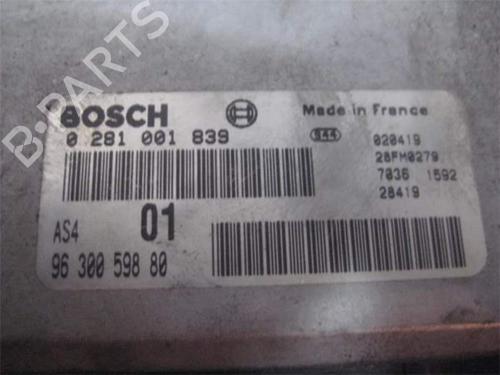 BOSCH
Made in France
0 281 001 839
844
020419
28FM0279
7036 1592
28419
AS4
01
96 300 598 80
B-PARTS